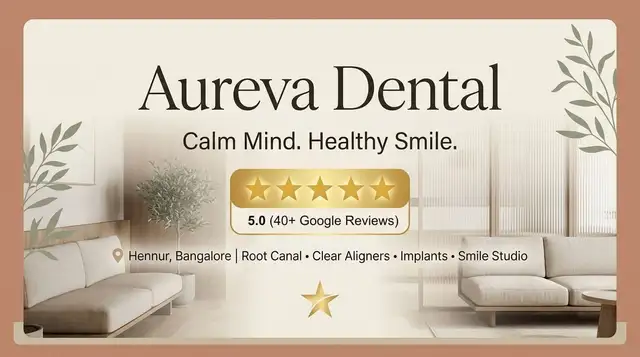 Aureva Dental
Calm Mind. Healthy Smile.
5.0 (40+ Google Reviews)
Hennur, Bangalore | Root Canal • Clear Aligners • Implants • Smile Studio